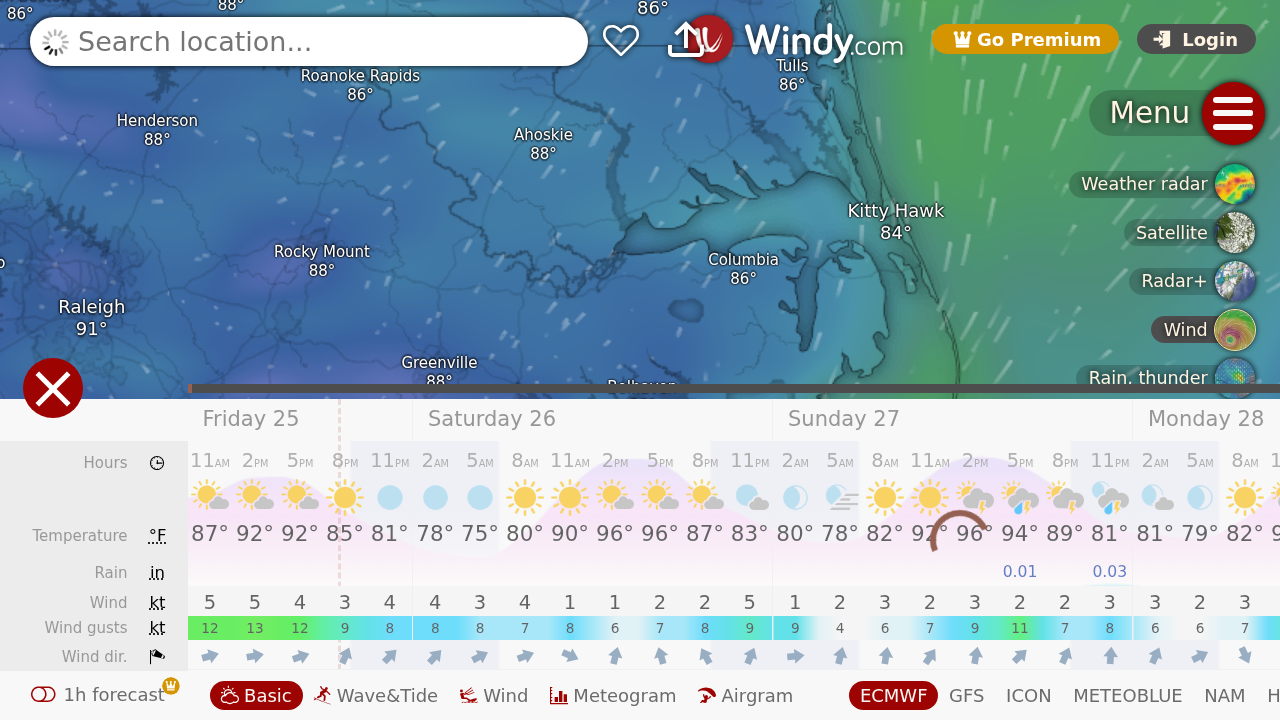 86°
88°
86°
Search location...
Windy.com
Go Premium
Login
Roanoke Rapids
86°
Tulls
86°
Menu
Henderson
88°
Ahoskie
88°
Weather radar
Kitty Hawk
84°
Satellite
Rocky Mount
88°
Columbia
86°
Radar+
Raleigh
91°
Wind
Greenville
88°
Rain, thunder
Friday 25 Saturday 26 Sunday 27 Monday 28
Hours 11AM 2PM 5PM 8PM 11PM 2AM 5AM 8AM 11AM 2PM 5PM 8PM 11PM 2AM 5AM 8AM 11AM 2PM 5PM 8PM 11PM 2AM 5AM 8AM
Temperature °F 87° 92 92° 85° 81° 78° 75° 80° 90° 96° 96° 87° 83° 80° 78° 82° 92 96° 94° 89° 81° 81° 79° 82°
Rain in 0.01 0.03
Wind kt 5 5 4 3 4 4 3 4 1 1 2 2 5 1 2 3 2 3 2 2 3 3 2 3
Wind gusts kt 12 13 12 9 8 8 8 7 8 6 7 8 9 9 4 6 7 9 11 7 8 6 6 7
Wind dir.
1h forecast Basic Wave&Tide Wind Meteogram Airgram ECMWF GFS ICON METEOBLUE NAM